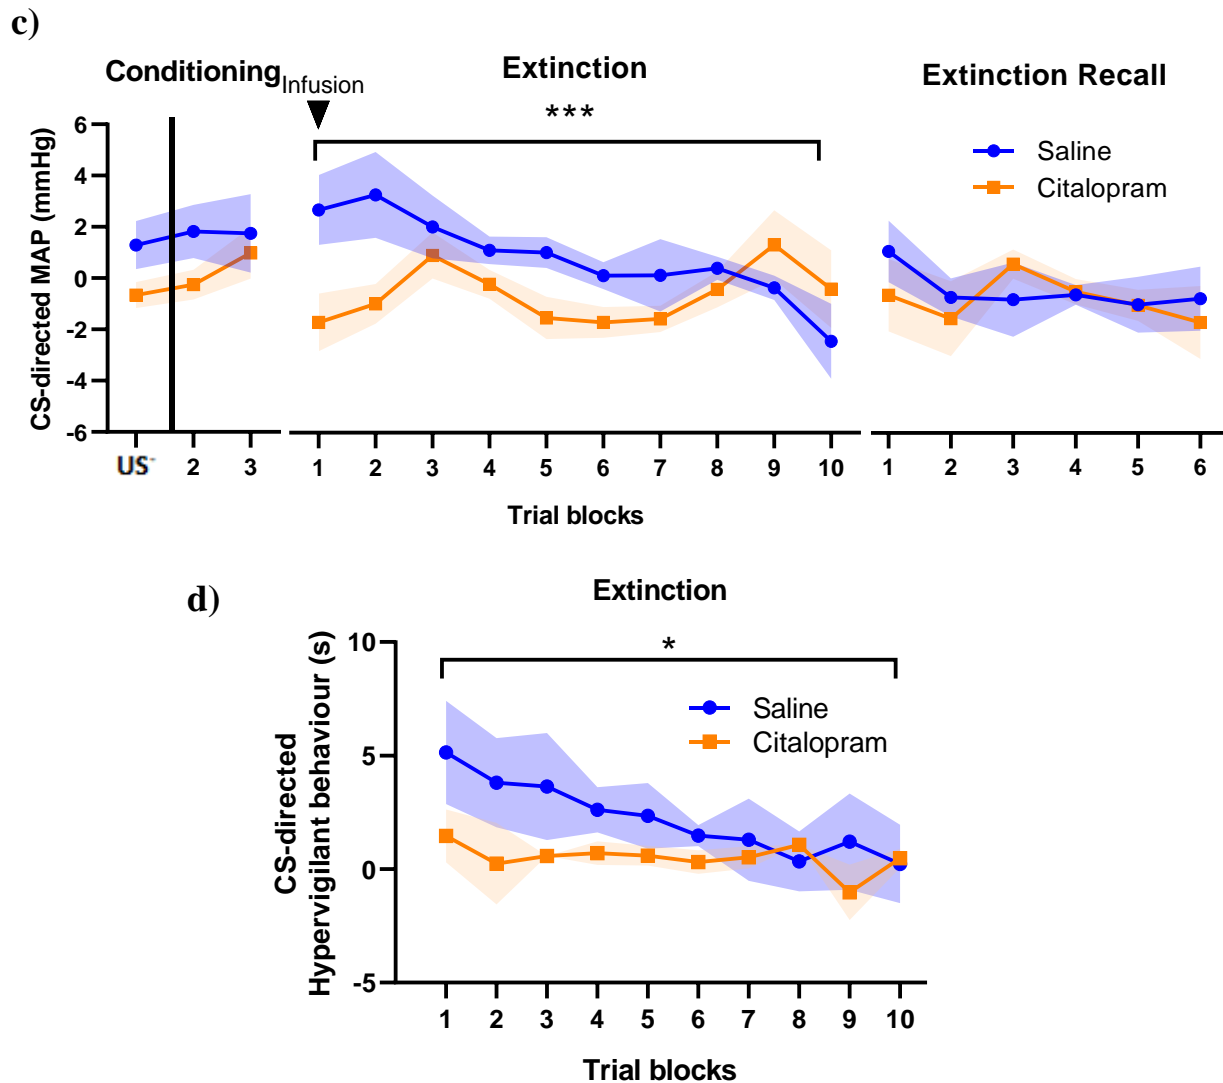 c)
Conditioning
Infusion
Extinction
Extinction Recall
***
Saline
Citalopram
CS-directed MAP (mmHg)
6
4
2
0
-2
-4
-6
US-
2
3
1
2
3
4
5
6
7
8
9
10
1
2
3
4
5
6
Trial blocks
d)
Extinction
*
Saline
Citalopram
CS-directed
Hypervigilant behaviour (s)
10
5
0
-5
1
2
3
4
5
6
7
8
9
10
Trial blocks